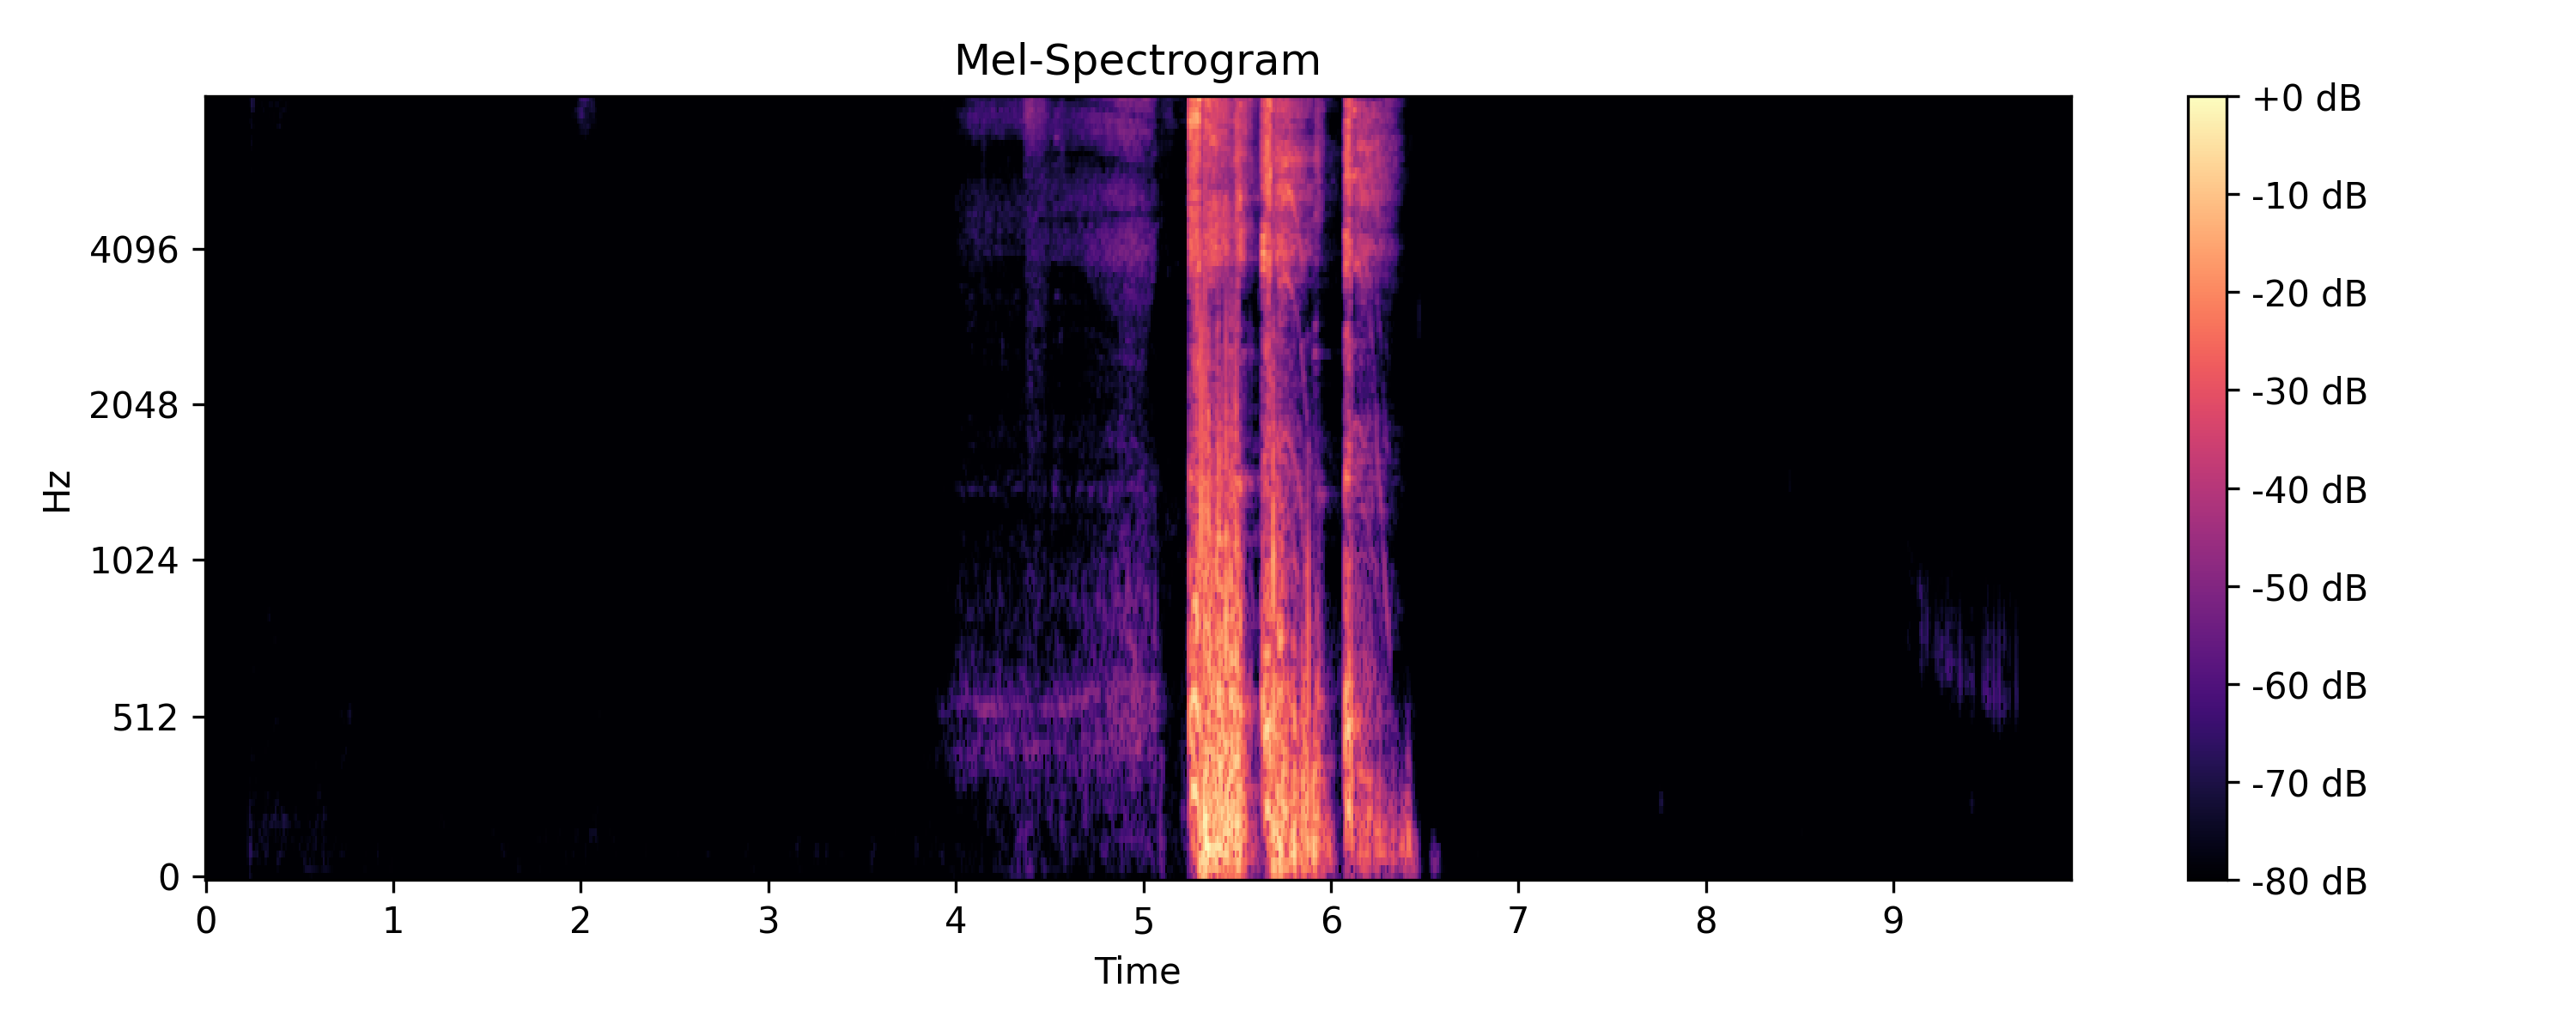 Mel-Spectrogram
+0 dB
-10 dB
-20 dB
-30 dB
-40 dB
-50 dB
-60 dB
-70 dB
-80 dB
4096
2048
1024
512
0
Hz
0 1 2 3 4 5 6 7 8 9
Time